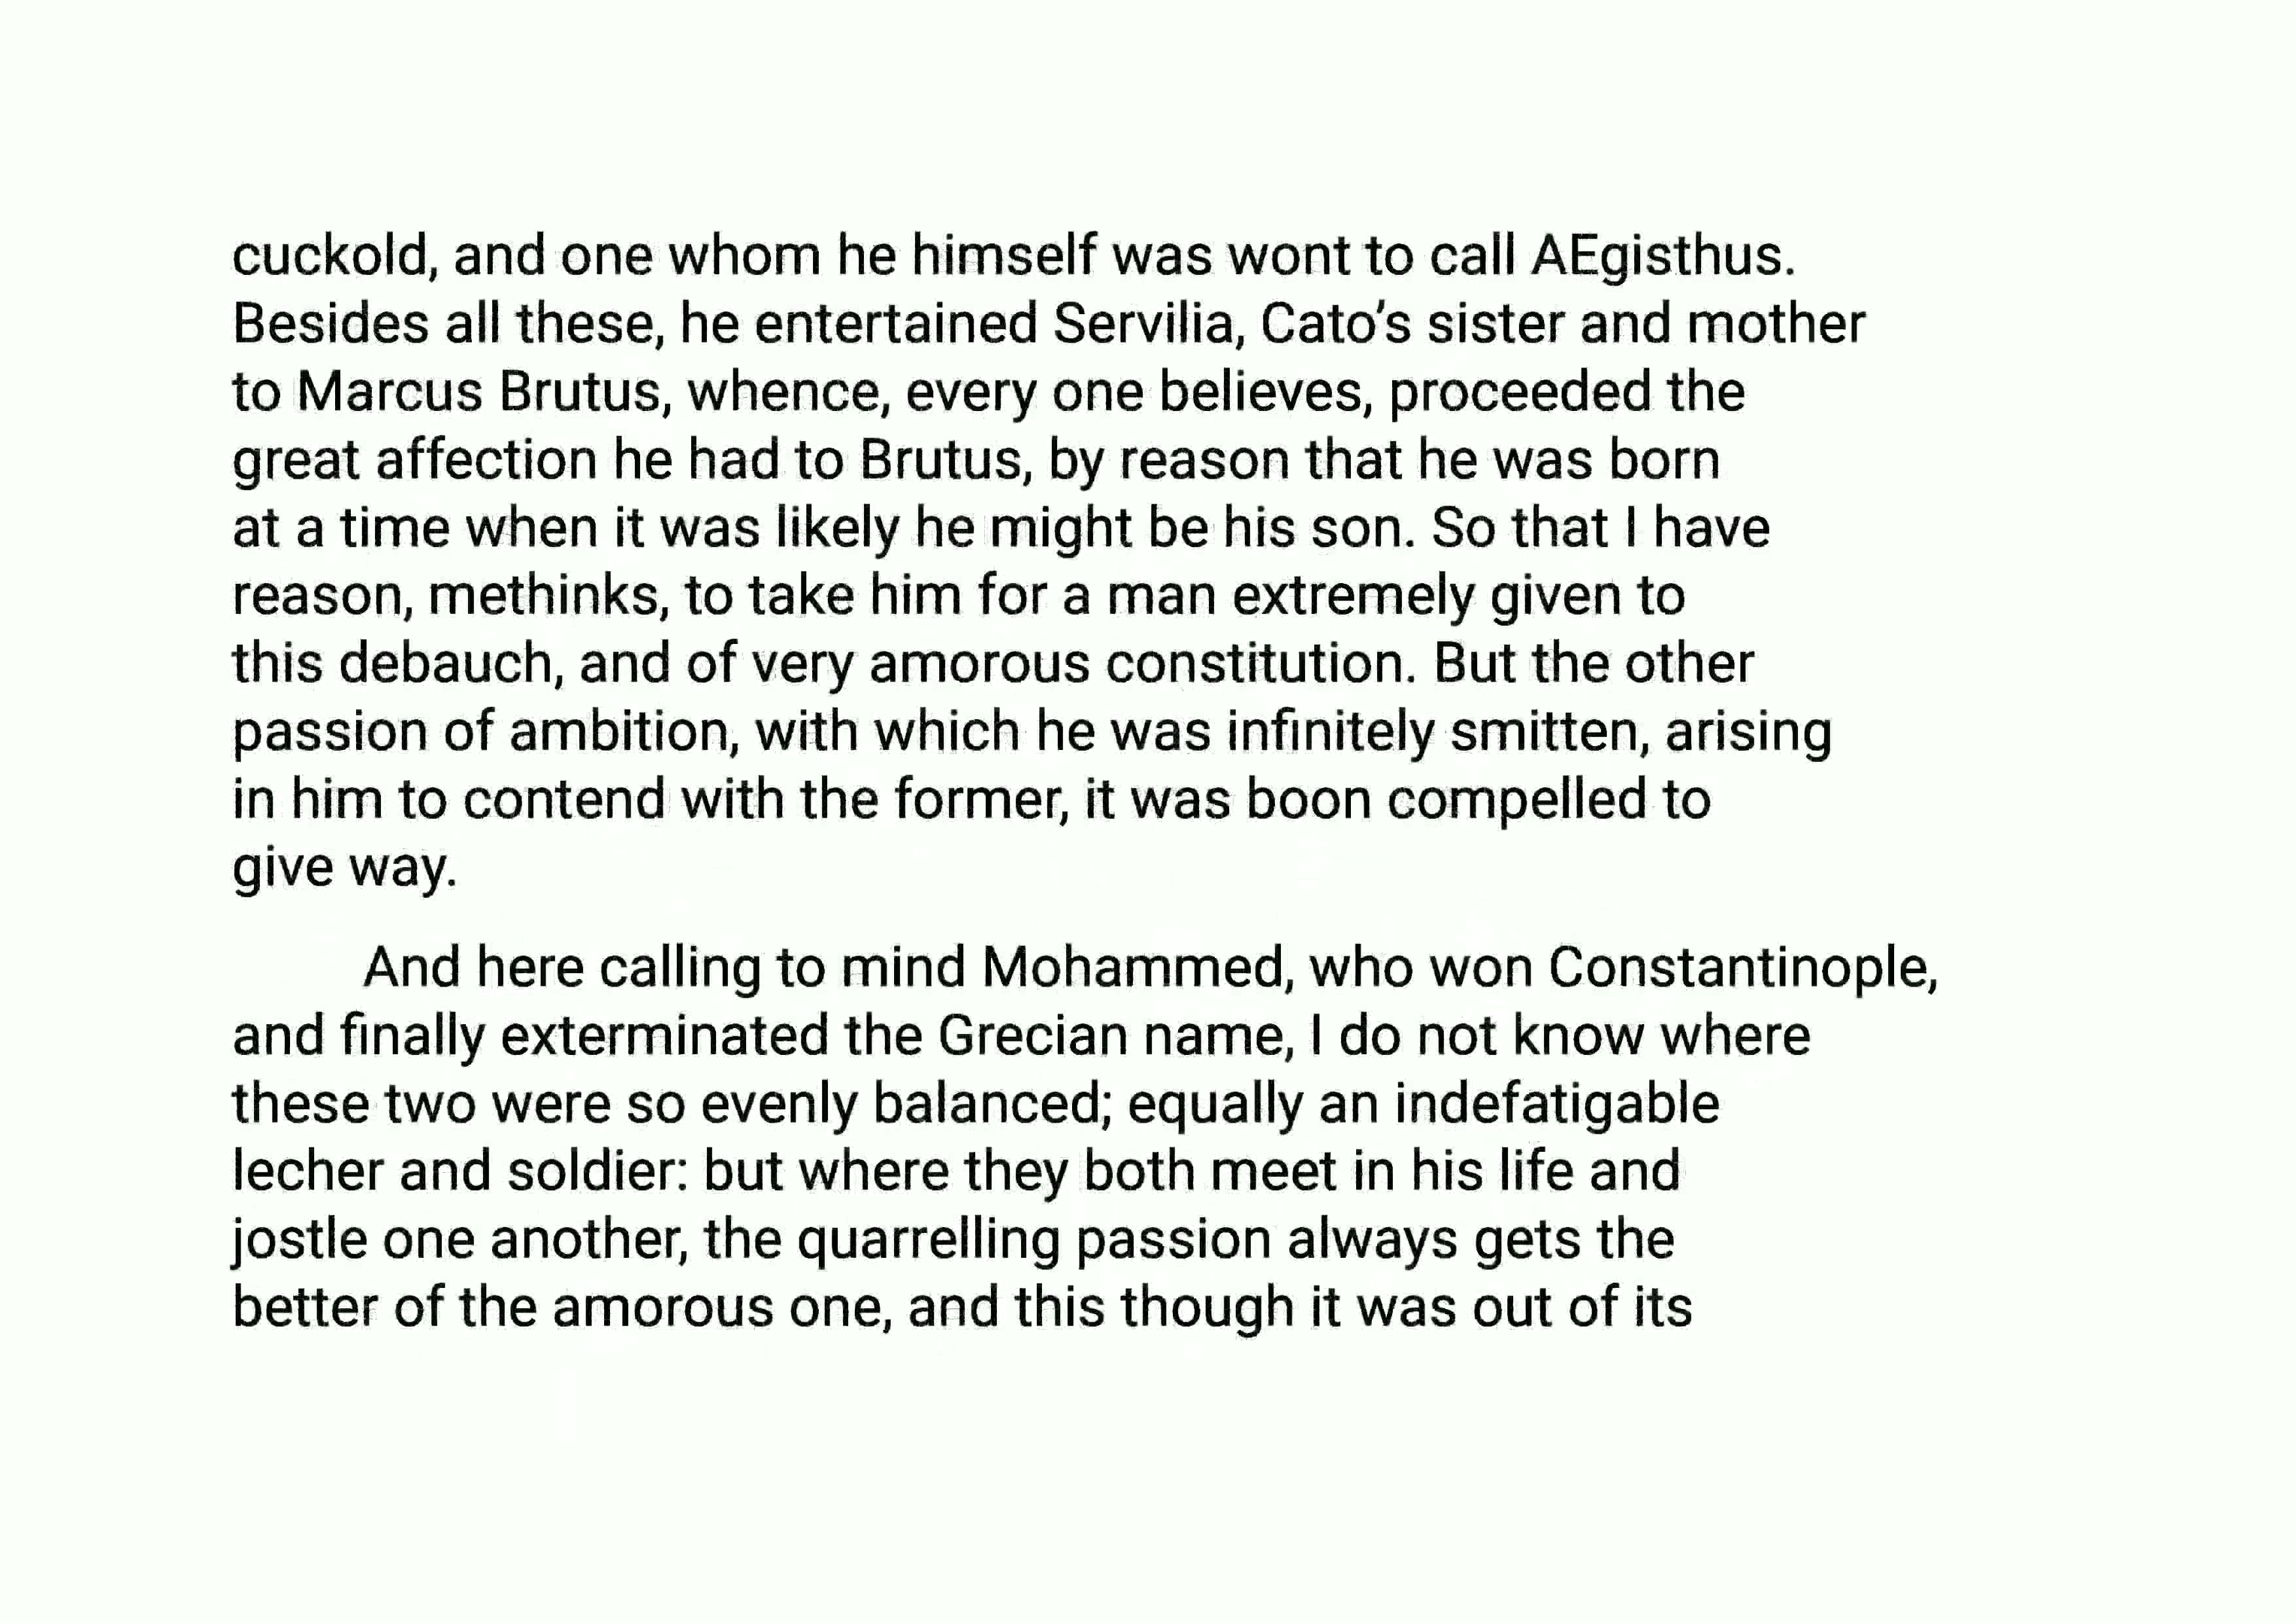 cuckold, and one whom he himself was wont to call AEgisthus.
Besides all these, he entertained Servilia, Cato’s sister and mother
to Marcus Brutus, whence, every one believes, proceeded the
great affection he had to Brutus, by reason that he was born
at a time when it was likely he might be his son. So that I have
reason, methinks, to take him for a man extremely given to
this debauch, and of very amorous constitution. But the other
passion of ambition, with which he was infinitely smitten, arising
in him to contend with the former, it was boon compelled to
give way.
And here calling to mind Mohammed, who won Constantinople,
and finally exterminated the Grecian name, I do not know where
these two were so evenly balanced; equally an indefatigable
lecher and soldier: but where they both meet in his life and
jostle one another, the quarrelling passion always gets the
better of the amorous one, and this though it was out of its